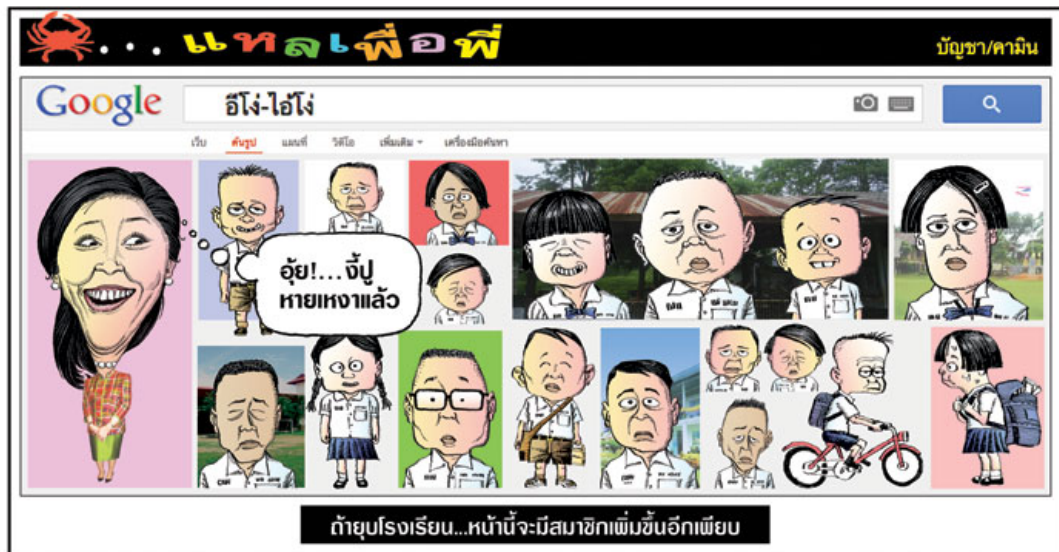 ... แหลเพื่อพี่
บัญชา/คามิน
Google
อีโง่-ไอ้โง่
เว็บ ค้นรูป แผนที่ วิดีโอ เพิ่มเติม เครื่องมือค้นหา
อุ้ย!...งี้ปู
หายเหงาแล้ว
ถ้ายุบโรงเรียน...หน้านี้จะมีสมาชิกเพิ่มขึ้นอีกเพียบ